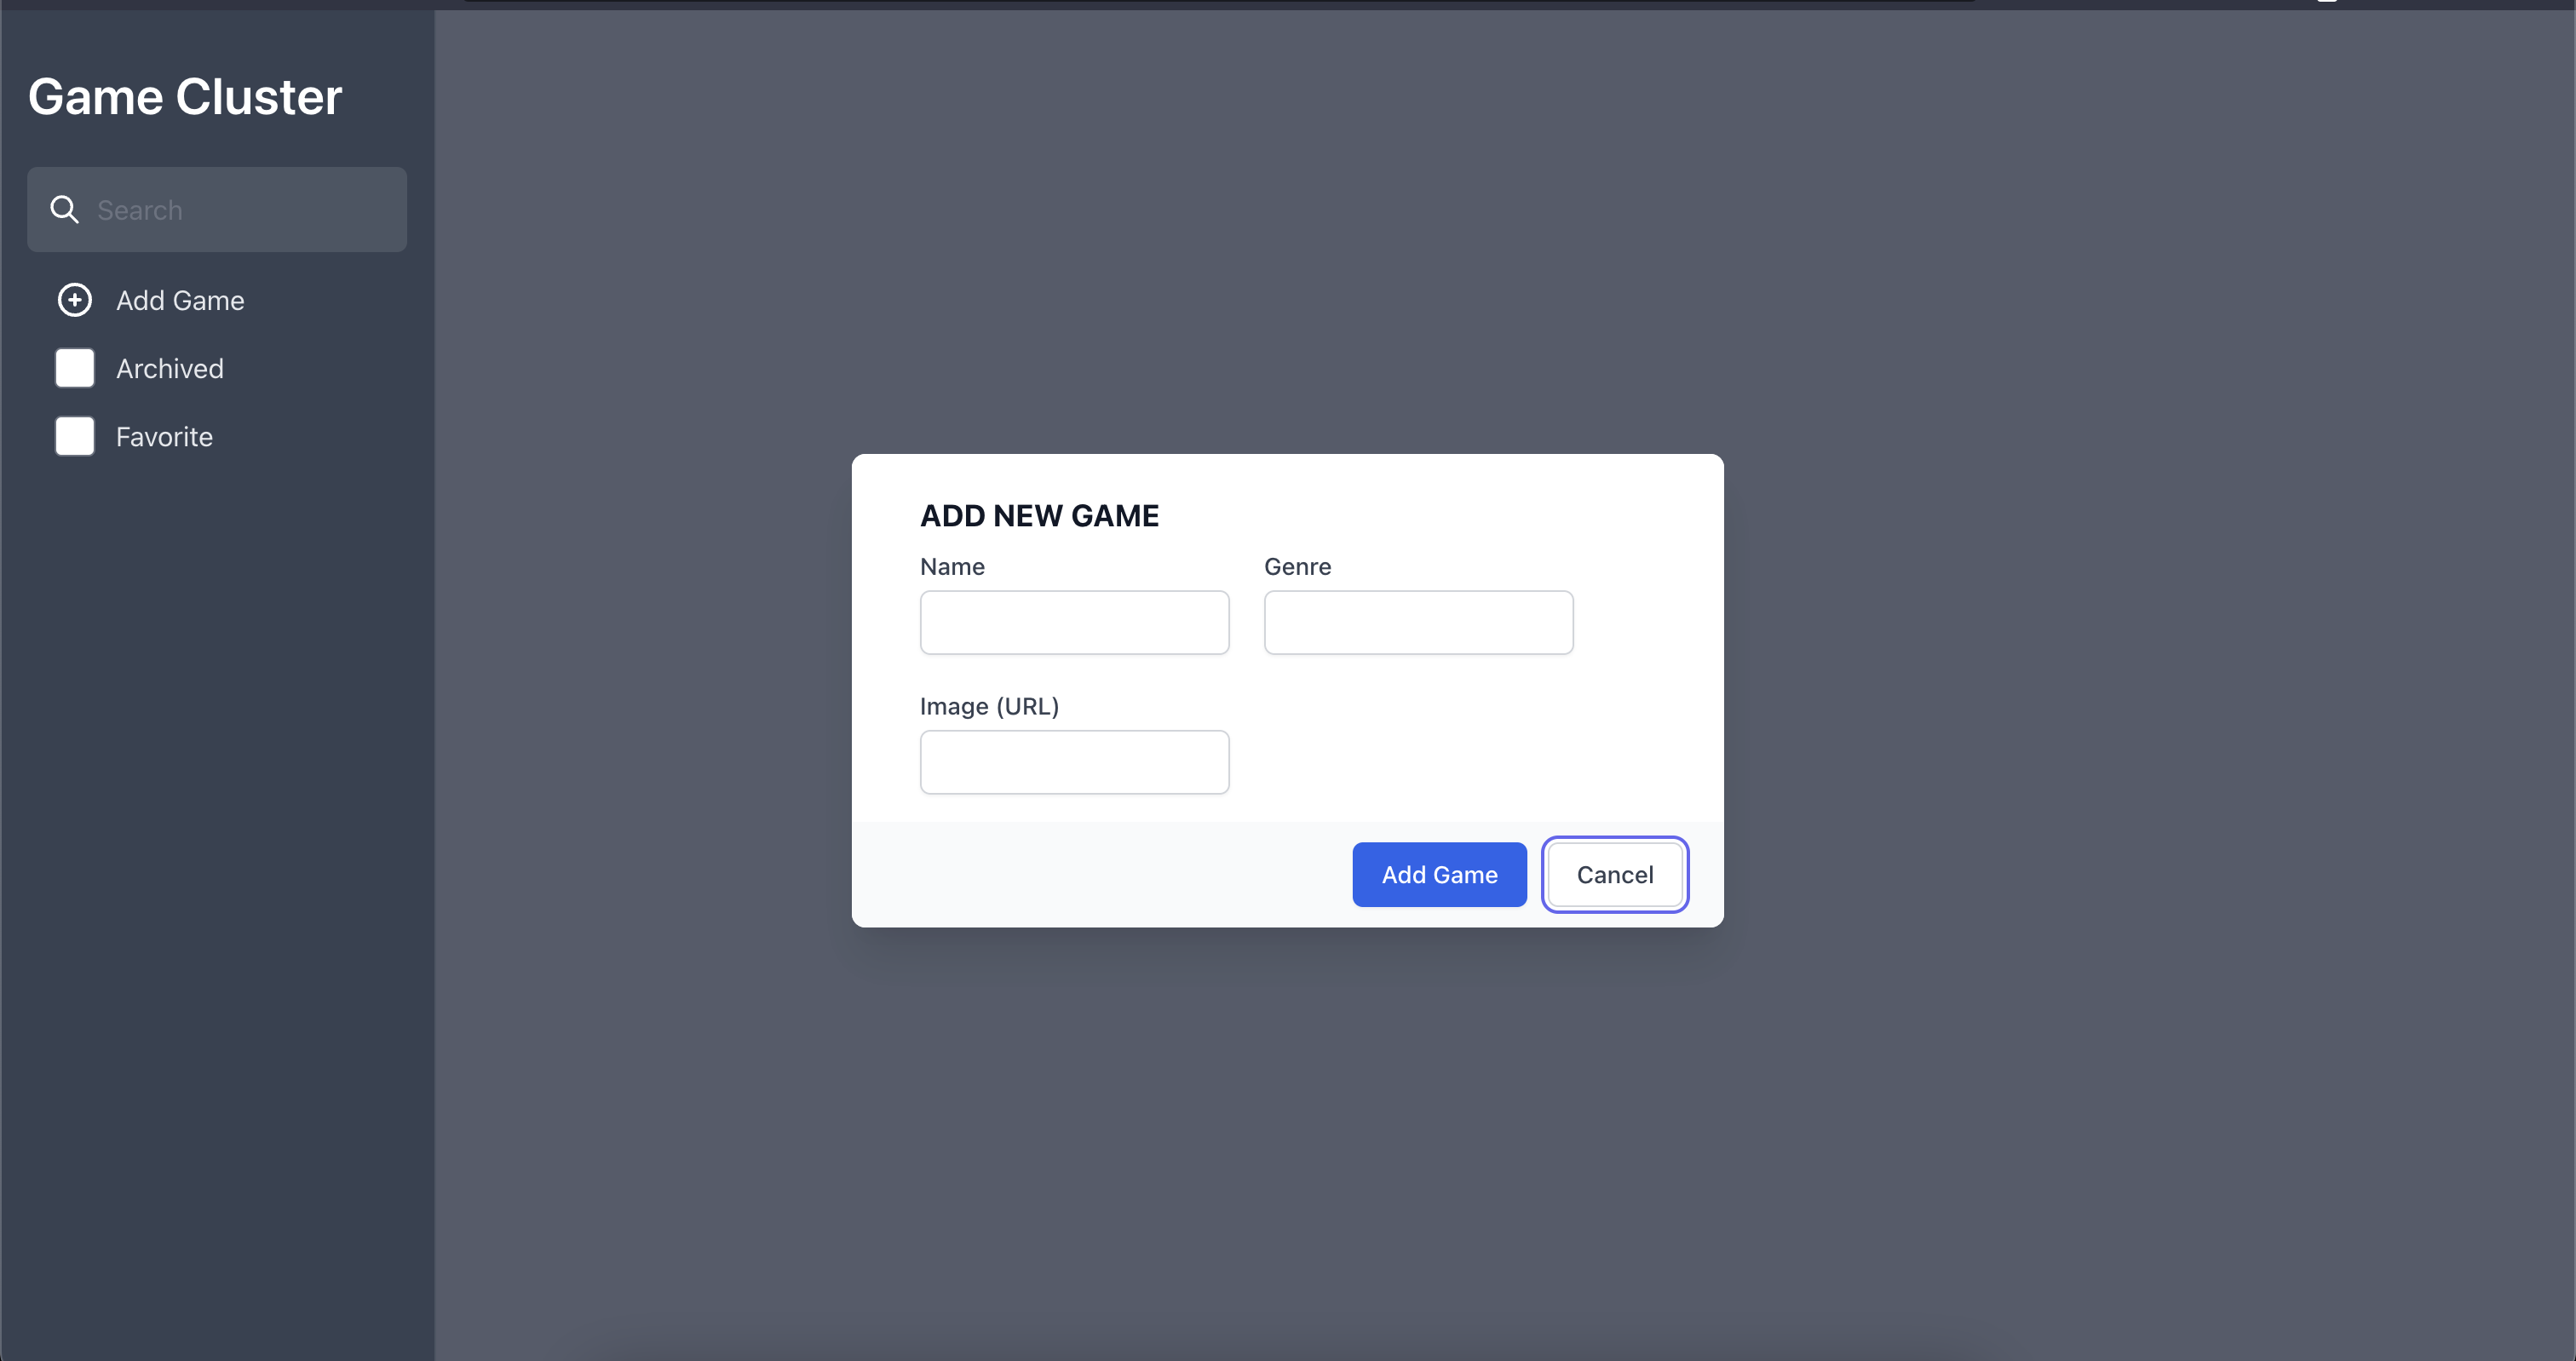 Game Cluster
Search
Add Game
Archived
Favorite
ADD NEW GAME
Name
Genre
Image (URL)
Add Game
Cancel